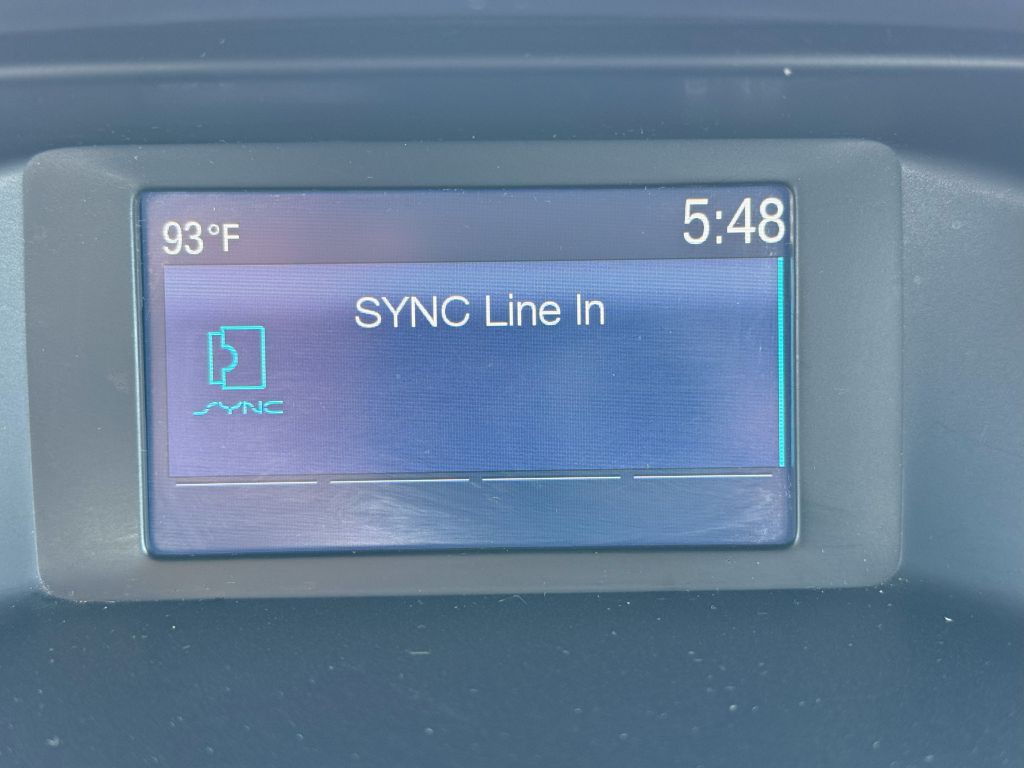 93°F 5:48
SYNC Line In
SYNC